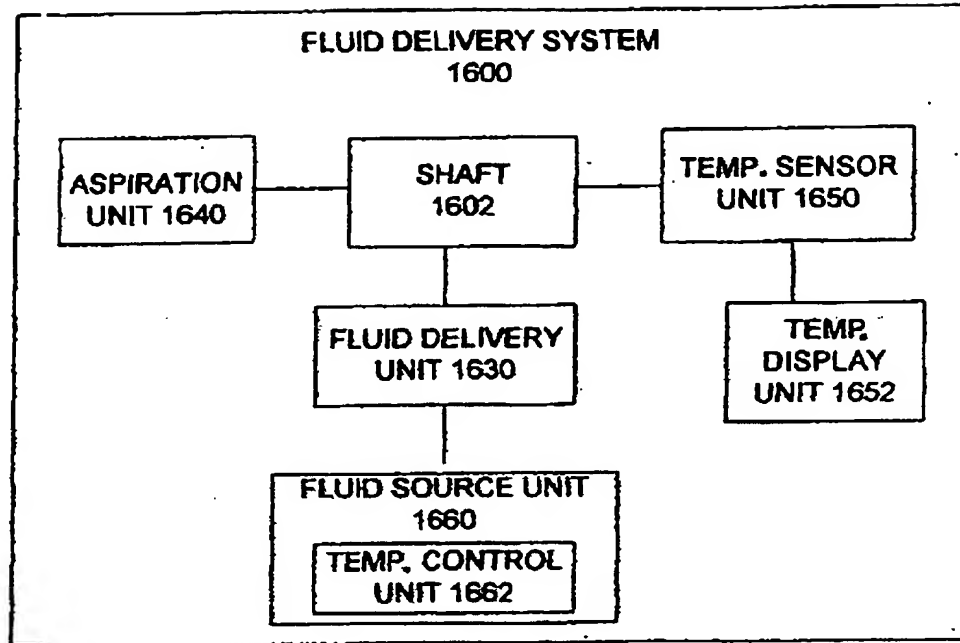 FLUID DELIVERY SYSTEM
1600
ASPIRATION
UNIT 1640
SHAFT
1602
TEMP. SENSOR
UNIT 1650
FLUID DELIVERY
UNIT 1630
TEMP.
DISPLAY
UNIT 1652
FLUID SOURCE UNIT
1660
TEMP. CONTROL
UNIT 1662